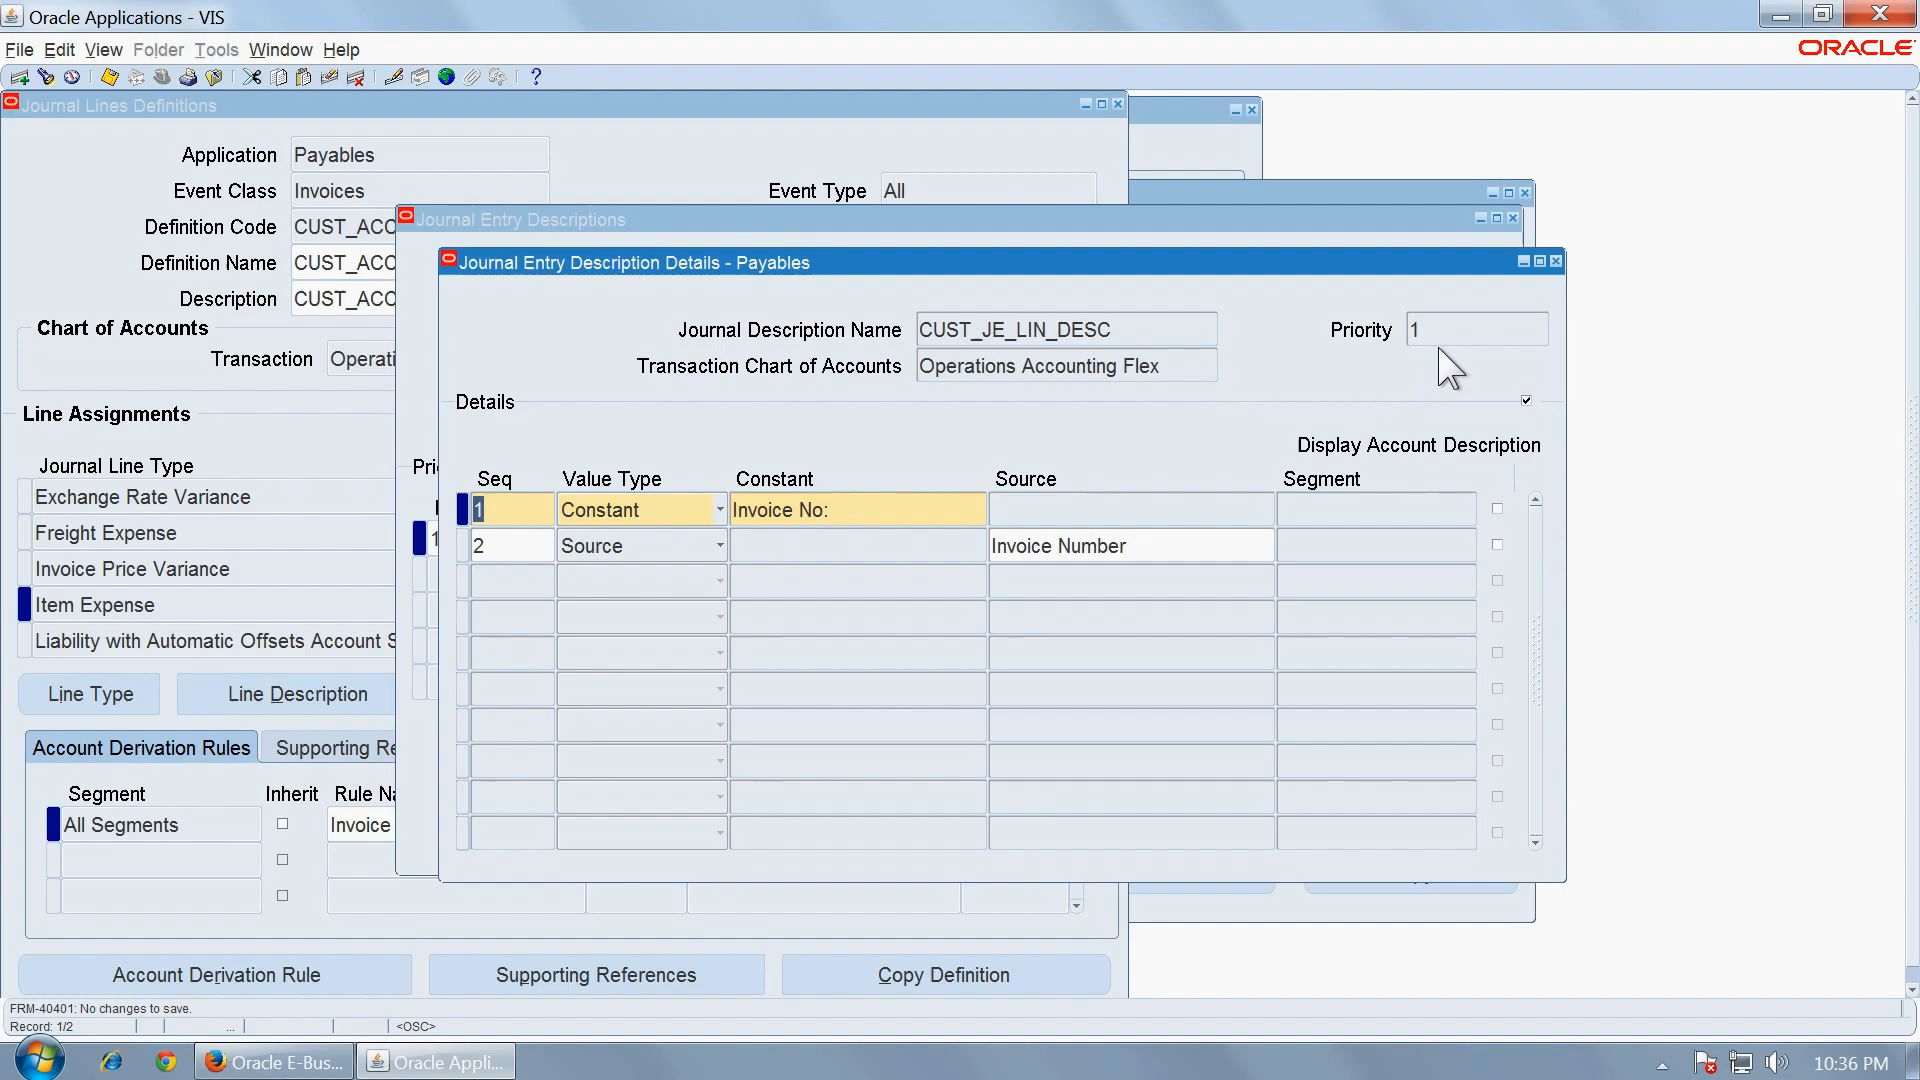 Oracle Applications - VIS
File Edit View Folder Tools Window Help
ORACLE
Journal Lines Definitions
Application Payables
Event Class Invoices
Event Type All
Definition Code CUST_ACC
Definition Name CUST_ACC
Description CUST_ACC
Chart of Accounts
Transaction Operati
Line Assignments
Journal Line Type
Exchange Rate Variance
Freight Expense
Invoice Price Variance
Item Expense
Liability with Automatic Offsets Account S
Line Type Line Description
Account Derivation Rules Supporting Re
Segment Inherit Rule Na
All Segments Invoice
Account Derivation Rule Supporting References Copy Definition
Journal Entry Descriptions
Pri
1
Journal Entry Description Details - Payables
Journal Description Name CUST_JE_LIN_DESC
Priority 1
Transaction Chart of Accounts Operations Accounting Flex
Details
Display Account Description
Seq Value Type Constant Source Segment
1 Constant Invoice No:
2 Source Invoice Number
FRM-40401: No changes to save.
Record: 1/2 ... <OSC>
Oracle E-Bus... Oracle Appli... 10:36 PM